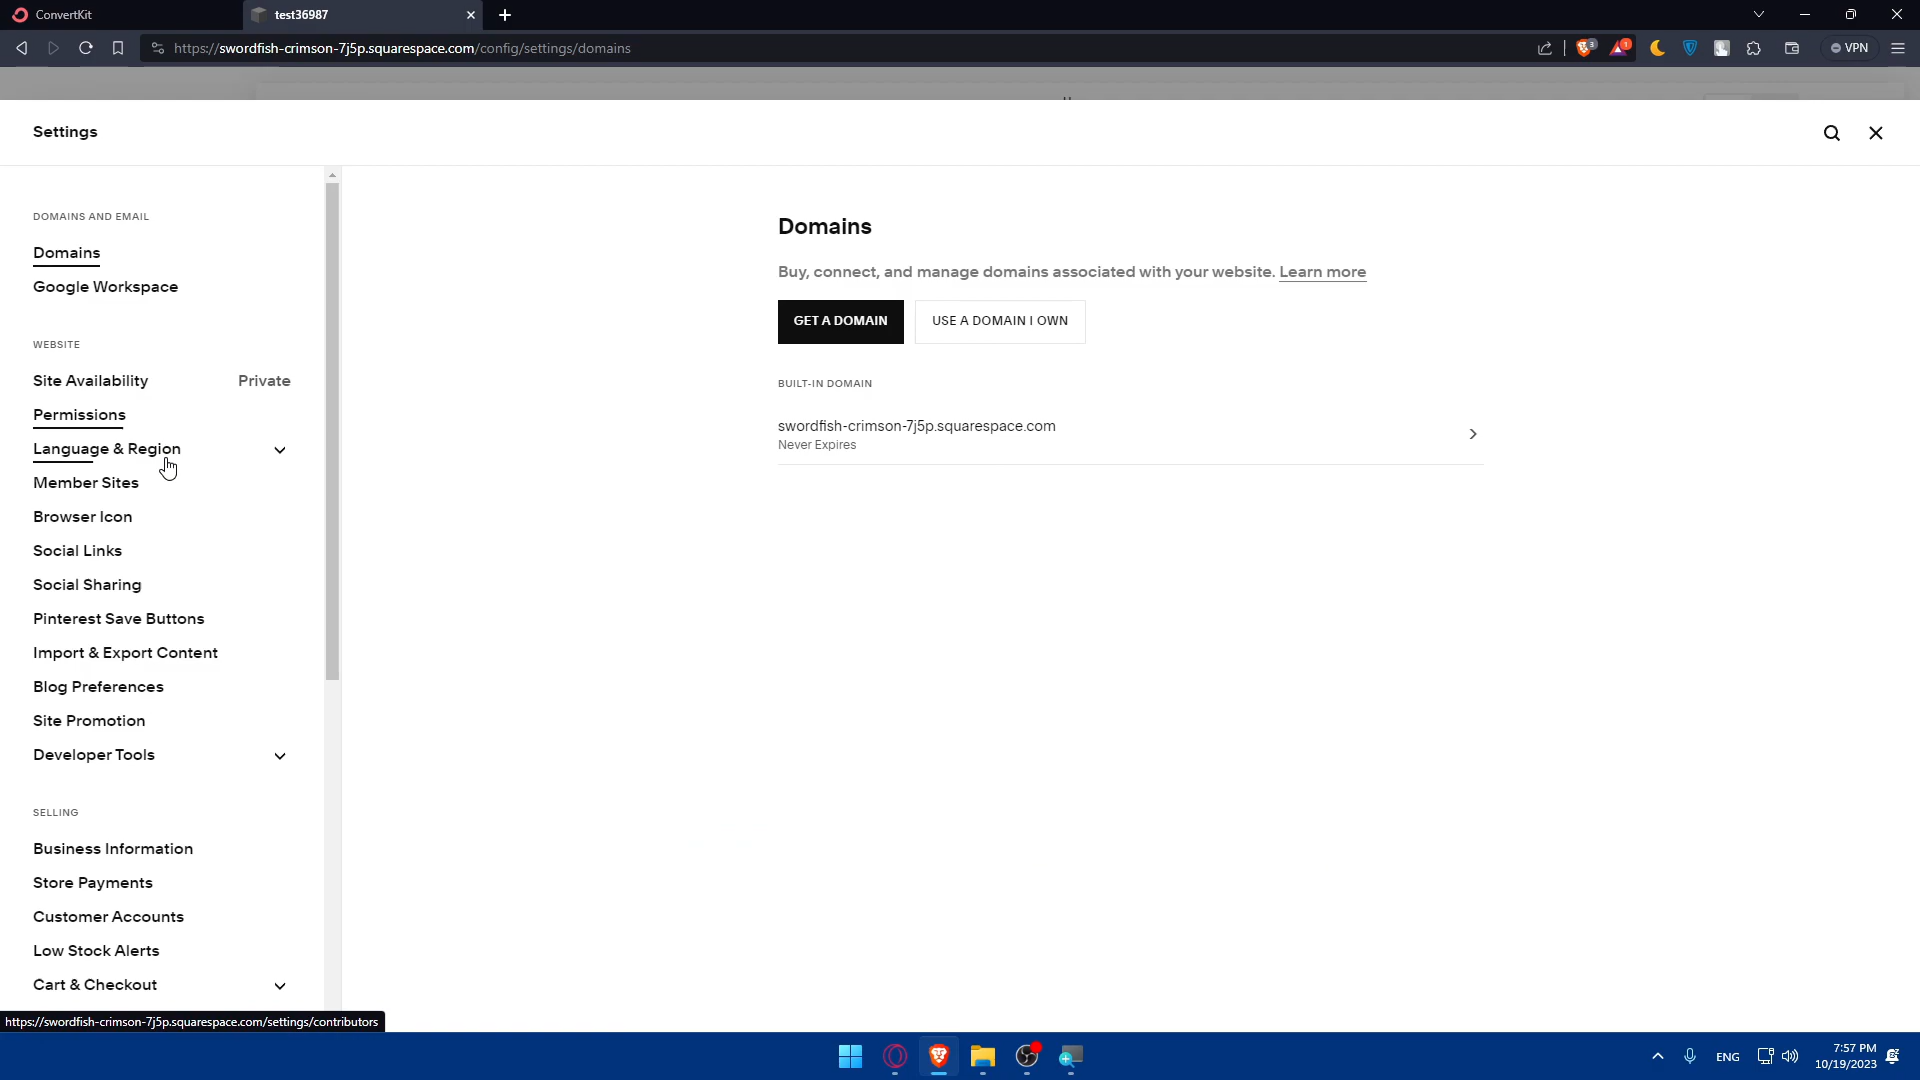 ConvertKit
test36987
https://swordfish-crimson-7j5p.squarespace.com/config/settings/domains
VPN
Settings
DOMAINS AND EMAIL
Domains
Google Workspace
WEBSITE
Site Availability Private
Permissions
Language & Region
Member Sites
Browser Icon
Social Links
Social Sharing
Pinterest Save Buttons
Import & Export Content
Blog Preferences
Site Promotion
Developer Tools
SELLING
Business Information
Store Payments
Customer Accounts
Low Stock Alerts
Cart & Checkout
Domains
Buy, connect, and manage domains associated with your website. Learn more
GET A DOMAIN USE A DOMAIN I OWN
BUILT-IN DOMAIN
swordfish-crimson-7j5p.squarespace.com
Never Expires
https://swordfish-crimson-7j5p.squarespace.com/settings/contributors
ENG
7:57 PM
10/19/2023